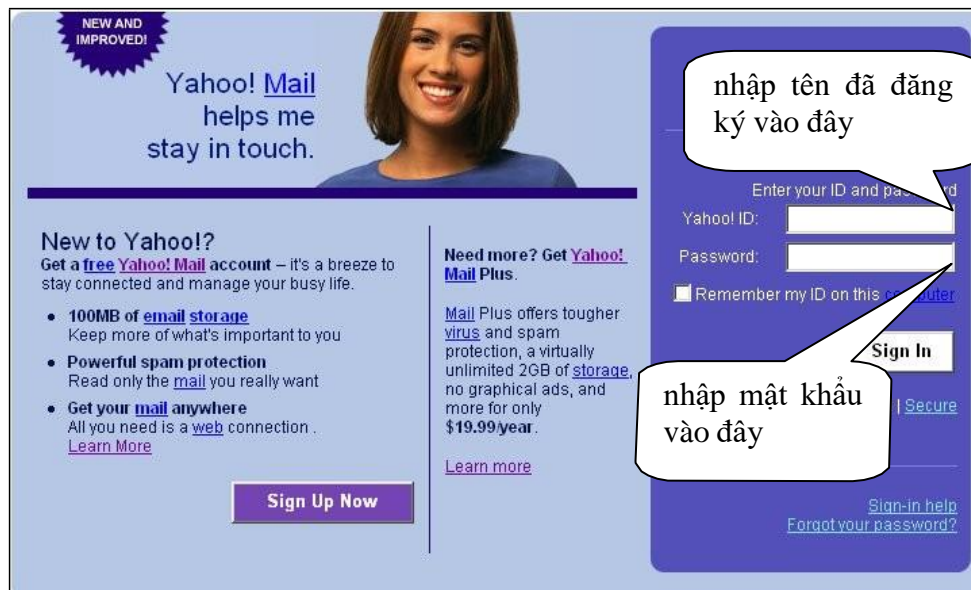 NEW AND
IMPROVED!
Yahoo! Mail
helps me
stay in touch.
New to Yahoo!?
Get a free Yahoo! Mail account – it's a breeze to
stay connected and manage your busy life.
• 100MB of email storage
Keep more of what's important to you
• Powerful spam protection
Read only the mail you really want
• Get your mail anywhere
All you need is a web connection .
Learn More
Sign Up Now
Need more? Get Yahoo!
Mail Plus.
Mail Plus offers tougher
virus and spam
protection, a virtually
unlimited 2GB of storage,
no graphical ads, and
more for only
$19.99/year.
Learn more
nhập tên đã đăng
ký vào đây
Enter your ID and password
Yahoo! ID:
Password:
Remember my ID on this computer
Sign In
nhập mật khẩu
vào đây
| Secure
Sign-in help
Forgot your password?